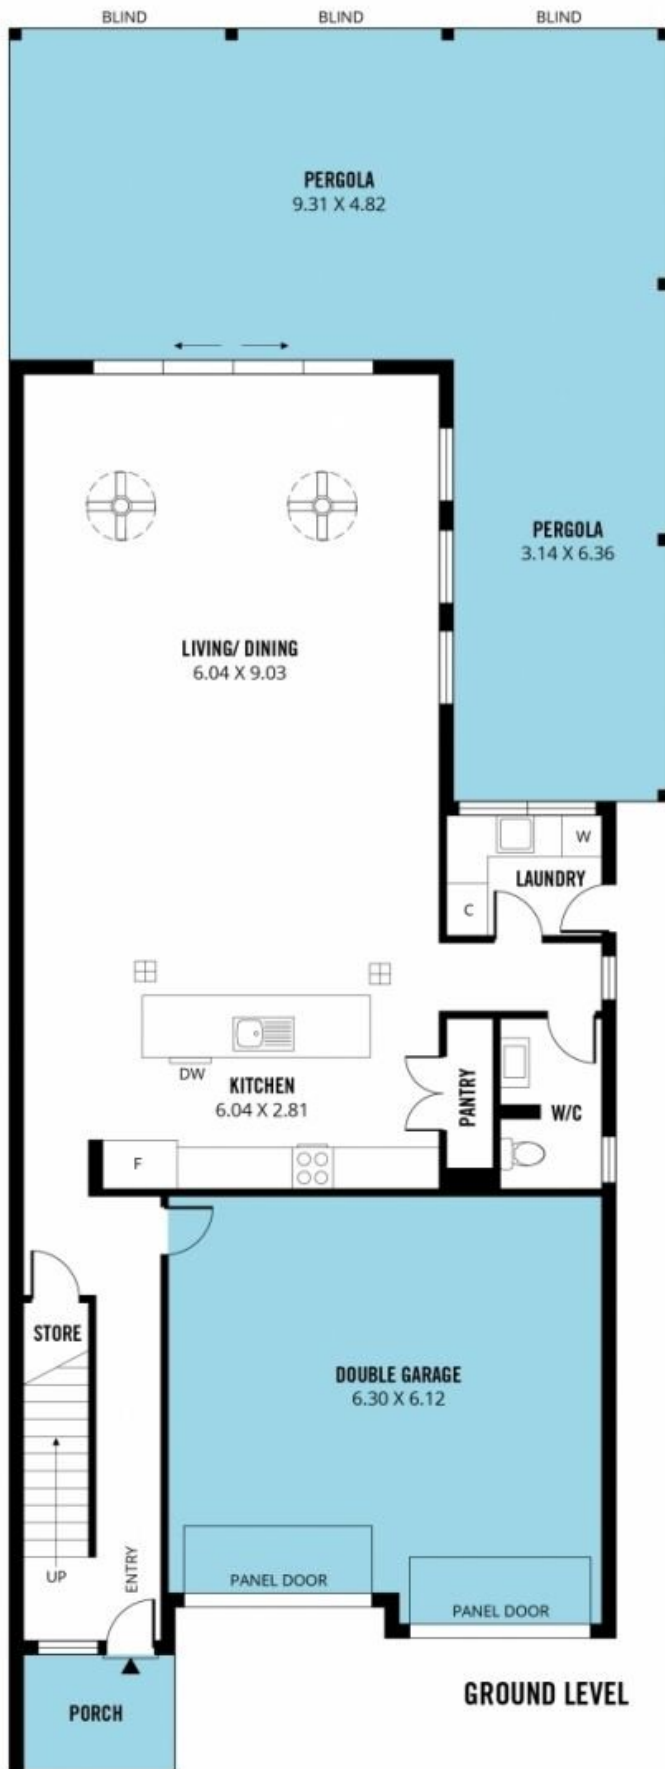 BLIND
BLIND
BLIND
PERGOLA
9.31 X 4.82
PERGOLA
3.14 X 6.36
LIVING/ DINING
6.04 X 9.03
W
LAUNDRY
C
DW
KITCHEN
6.04 X 2.81
PANTRY
W/C
F
STORE
DOUBLE GARAGE
6.30 X 6.12
UP
ENTRY
PANEL DOOR
PANEL DOOR
PORCH
GROUND LEVEL